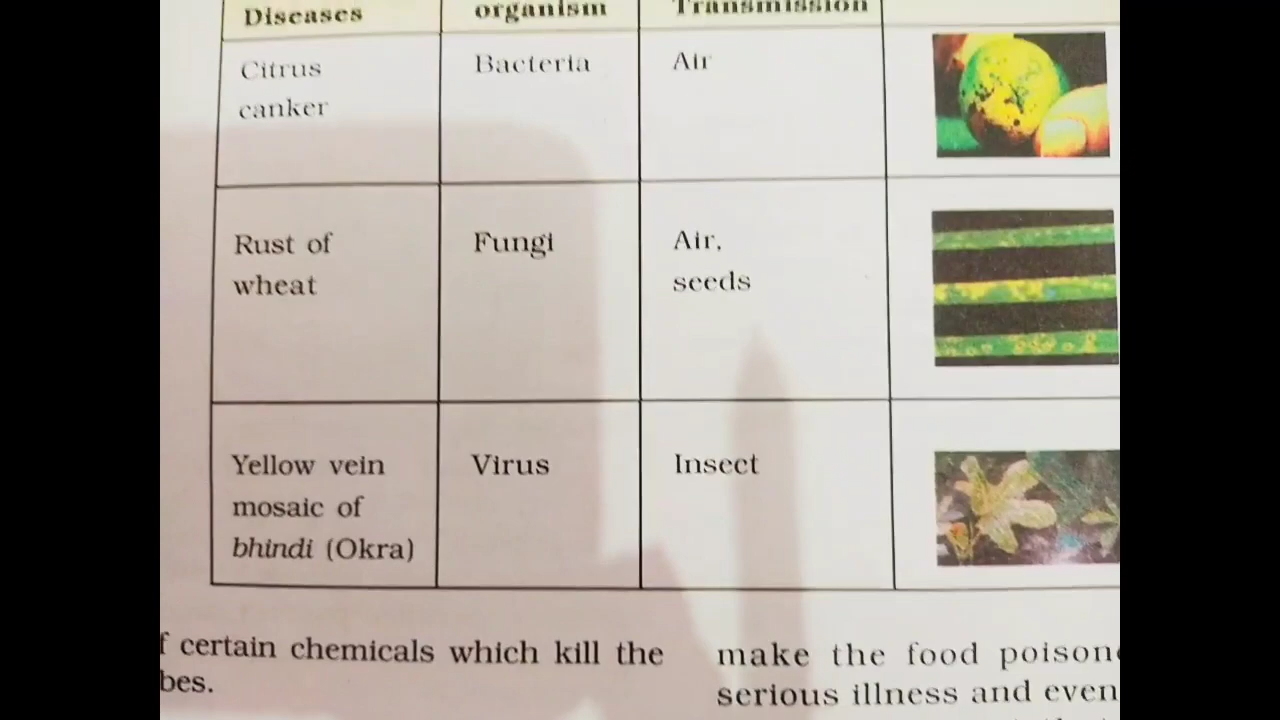 Diseases organism Transmission
Citrus Bacteria Air
canker
Rust of Fungi Air,
wheat seeds
Yellow vein Virus Insect
mosaic of
bhindi (Okra)
f certain chemicals which kill the
bes.
make the food poison
serious illness and even